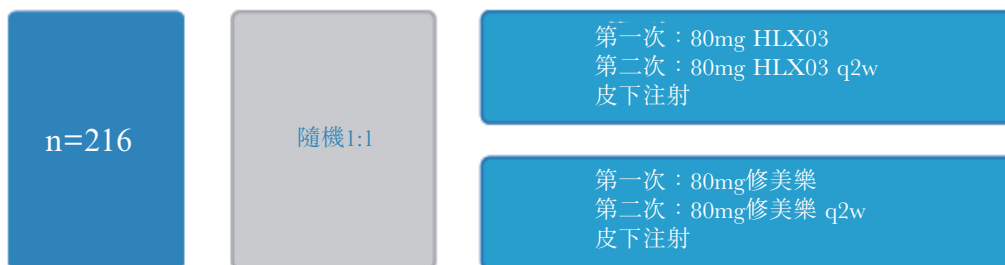 n=216
隨機1:1
第一次：80mg HLX03
第二次：80mg HLX03 q2w
皮下注射
第一次：80mg修美樂
第二次：80mg修美樂 q2w
皮下注射